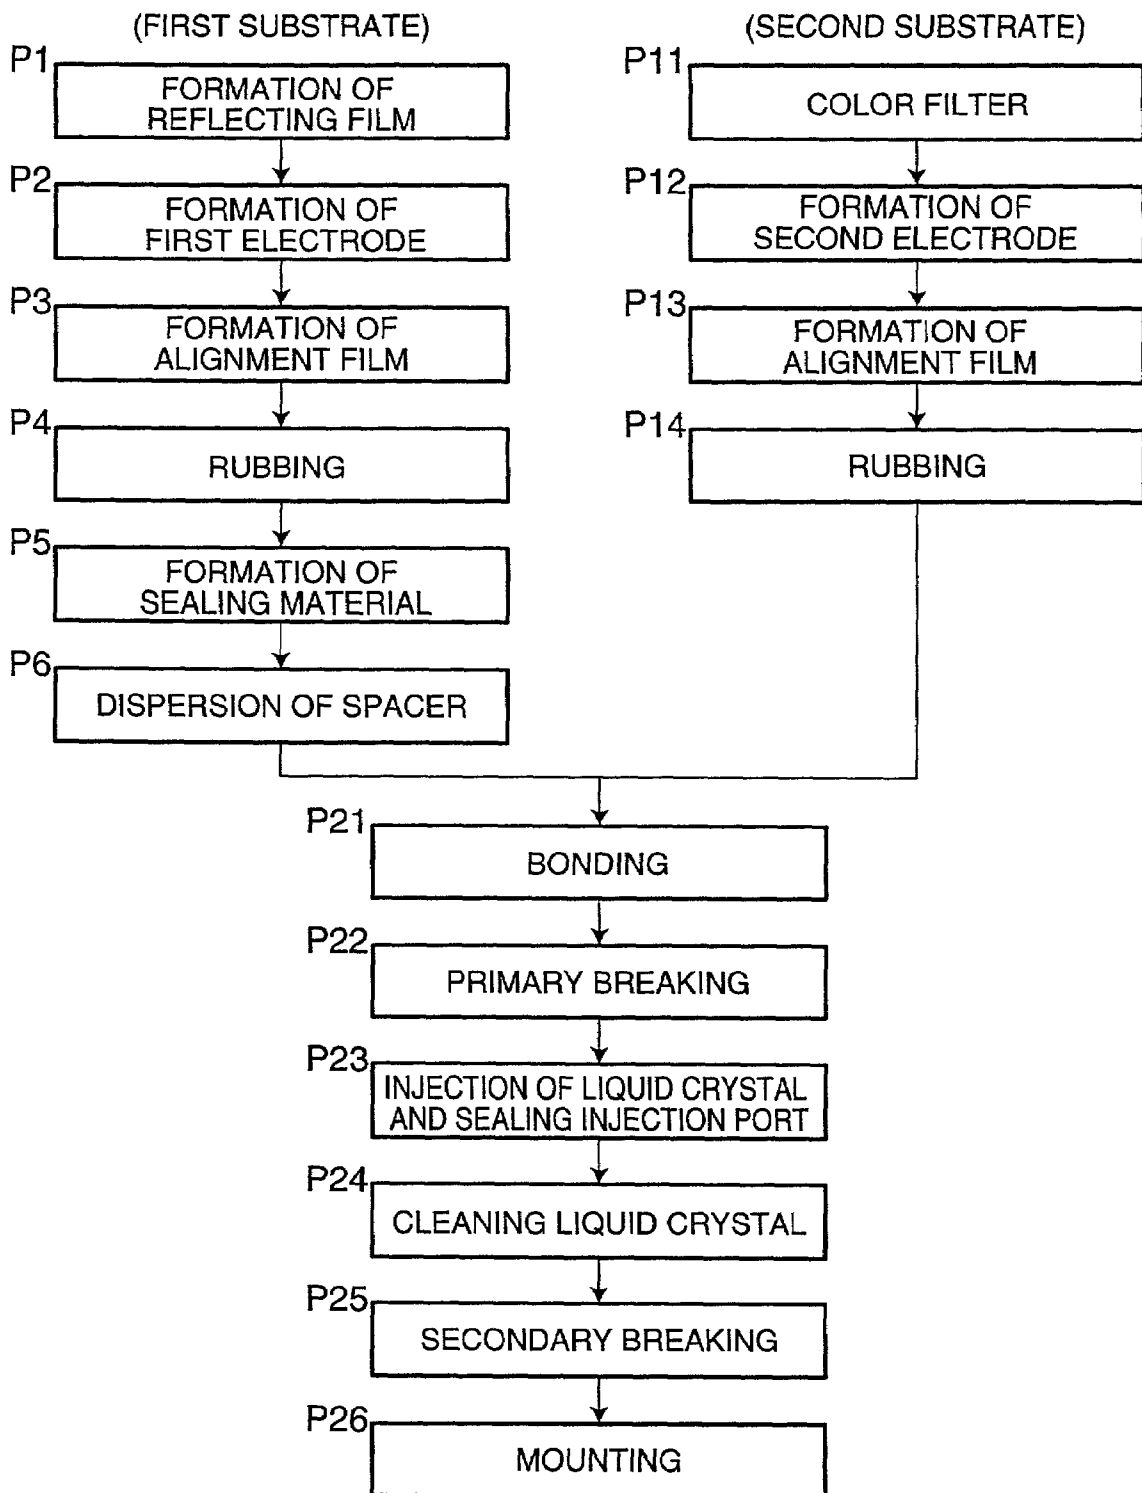 (FIRST SUBSTRATE)
P1
FORMATION OF
REFLECTING FILM
P2
FORMATION OF
FIRST ELECTRODE
P3
FORMATION OF
ALIGNMENT FILM
P4
RUBBING
P5
FORMATION OF
SEALING MATERIAL
P6
DISPERSION OF SPACER
(SECOND SUBSTRATE)
P11
COLOR FILTER
P12
FORMATION OF
SECOND ELECTRODE
P13
FORMATION OF
ALIGNMENT FILM
P14
RUBBING
P21
BONDING
P22
PRIMARY BREAKING
P23
INJECTION OF LIQUID CRYSTAL
AND SEALING INJECTION PORT
P24
CLEANING LIQUID CRYSTAL
P25
SECONDARY BREAKING
P26
MOUNTING